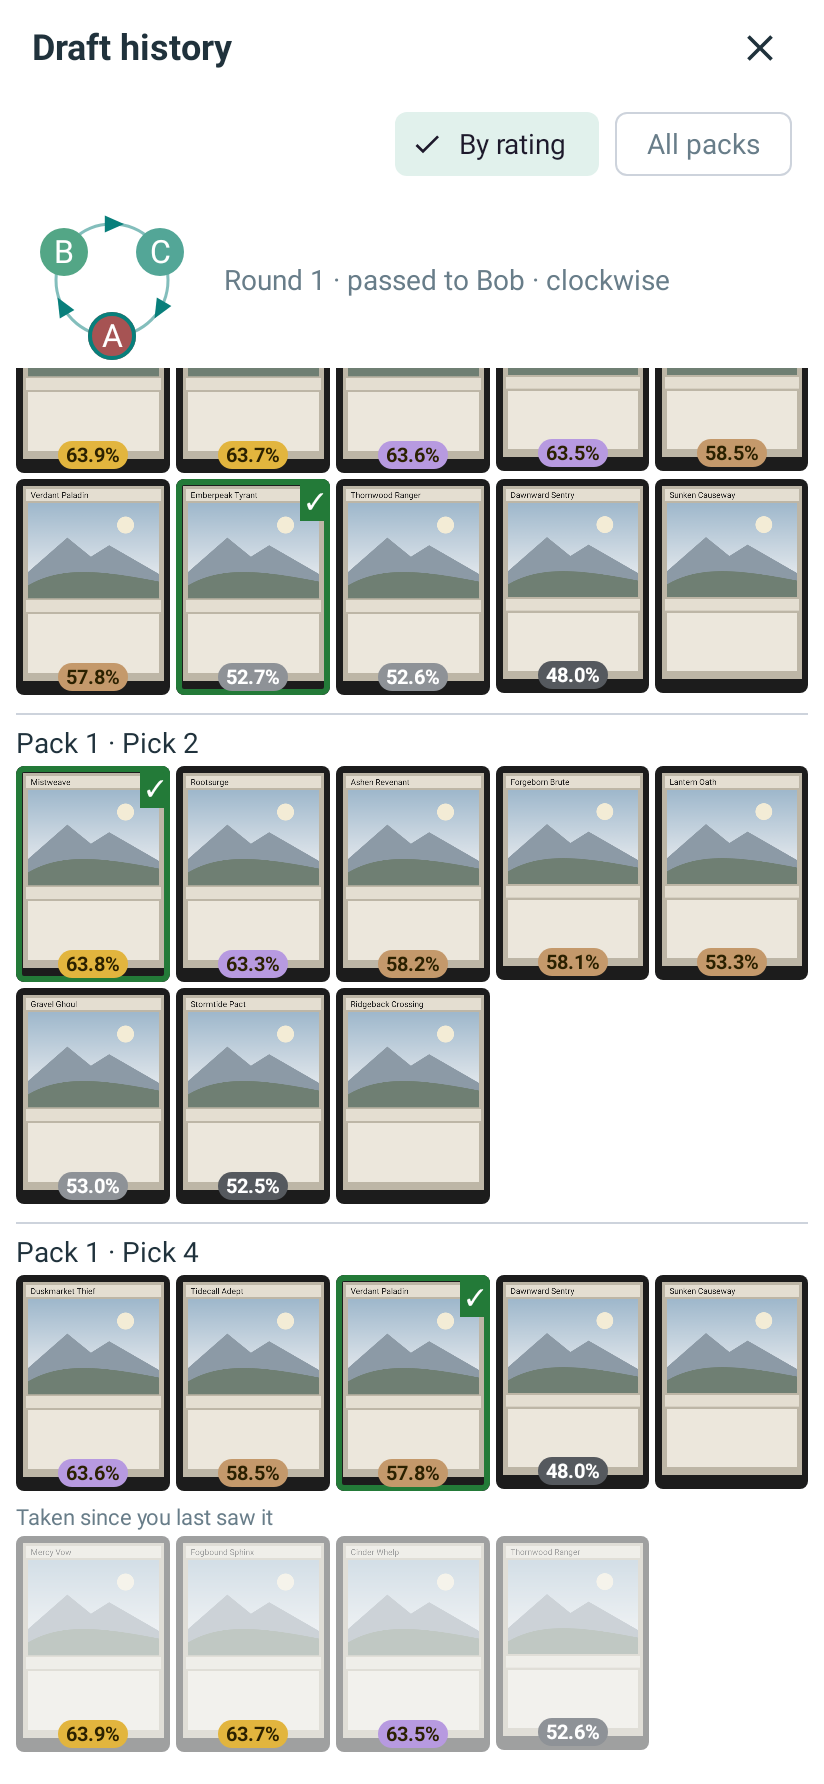 Draft history
By rating
All packs
B
C
A
Round 1 · passed to Bob · clockwise
63.9%
63.7%
63.6%
63.5%
58.5%
Verdant Paladin
Emberpeak Tyrant
Thornwood Ranger
Dawnward Sentry
Sunken Causeway
57.8%
52.7%
52.6%
48.0%
Pack 1 · Pick 2
Mistweave
Rootsurge
Ashen Revenant
Forgeborn Brute
Lantern Oath
63.8%
63.3%
58.2%
58.1%
53.3%
Gravel Ghoul
Stormtide Pact
Ridgeback Crossing
53.0%
52.5%
Pack 1 · Pick 4
Duskmarket Thief
Tidecall Adept
Verdant Paladin
Dawnward Sentry
Sunken Causeway
63.6%
58.5%
57.8%
48.0%
Taken since you last saw it
Mercy Vow
Fogbound Sphinx
Cinder Whelp
Thornwood Ranger
63.9%
63.7%
63.5%
52.6%